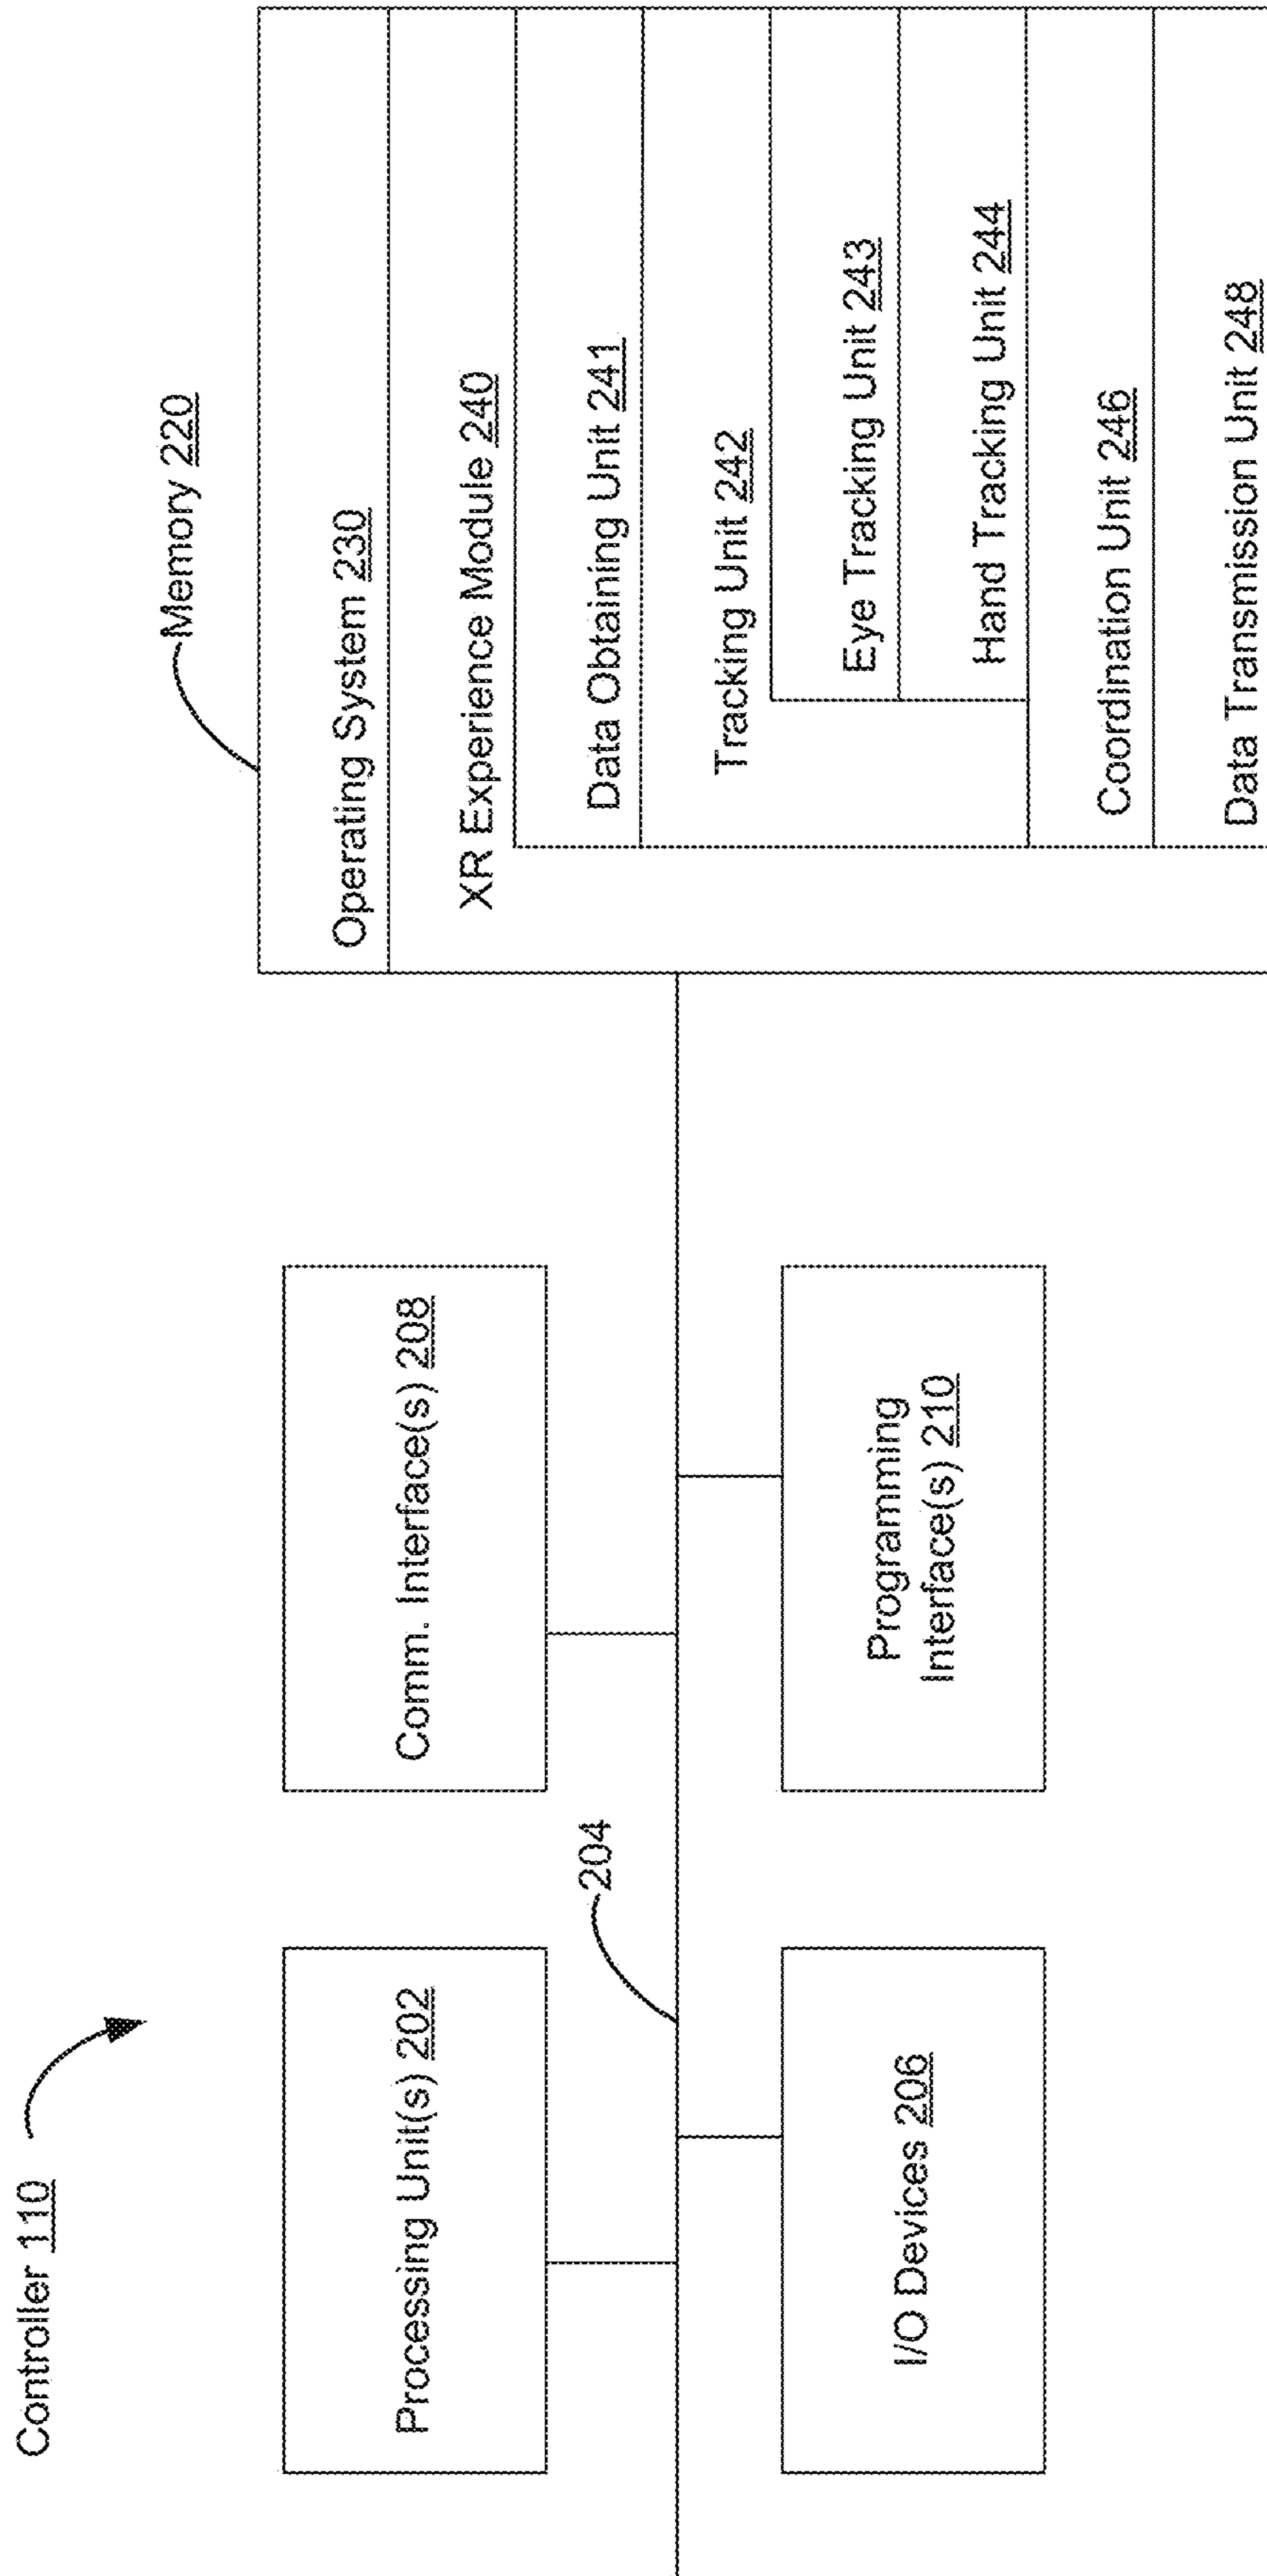 Controller 110
Memory 220
Processing Unit(s) 202
Comm. Interface(s) 208
204
I/O Devices 206
Programming
Interface(s) 210
Operating System 230
XR Experience Module 240
Data Obtaining Unit 241
Tracking Unit 242
Eye Tracking Unit 243
Hand Tracking Unit 244
Coordination Unit 246
Data Transmission Unit 248